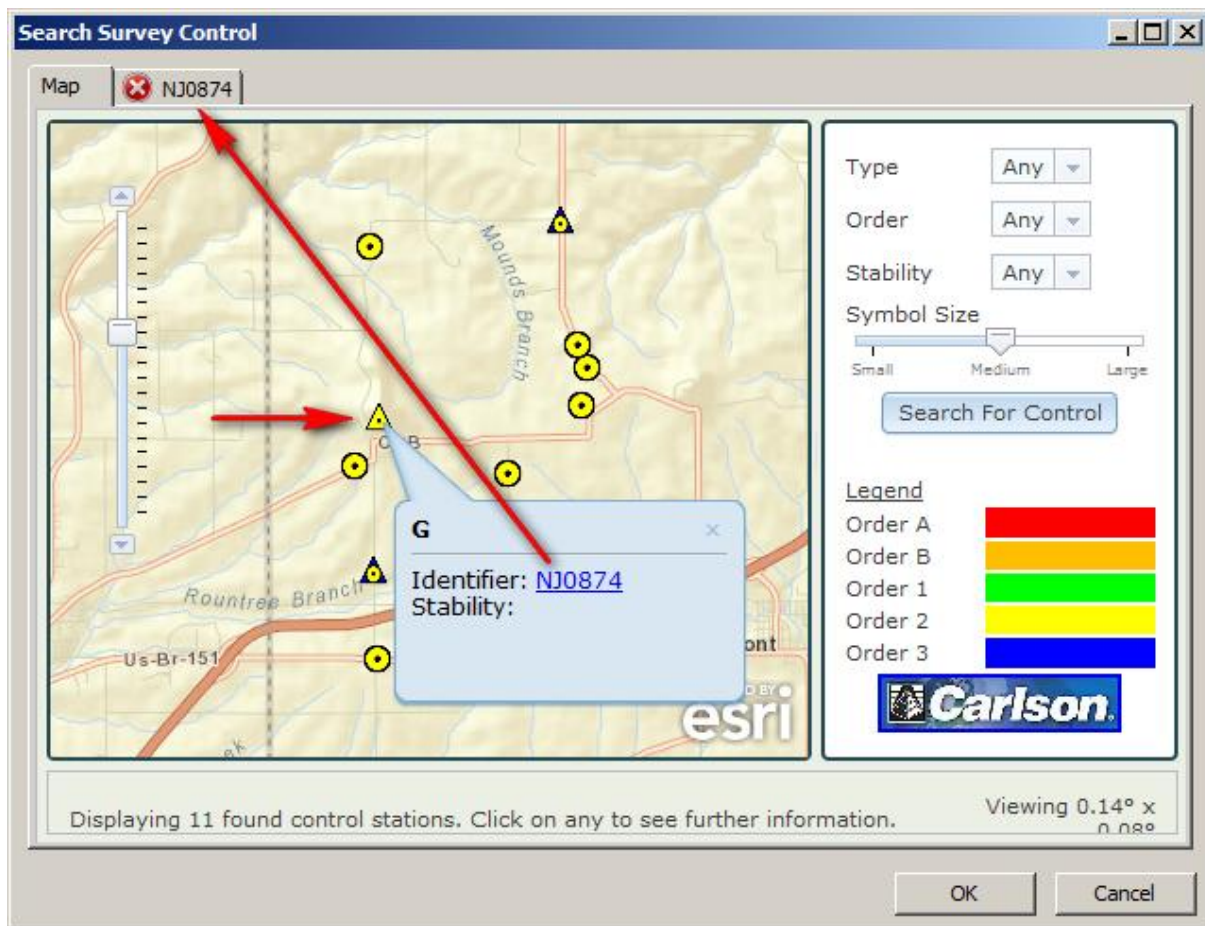 Search Survey Control
Map
NJ0874
Mounds Branch
Rountree Branch
Us-Br-151
ont
esri
G
Identifier: NJ0874
Stability:
Type Any
Order Any
Stability Any
Symbol Size
Small Medium Large
Search For Control
Legend
Order A
Order B
Order 1
Order 2
Order 3
Carlson
Displaying 11 found control stations. Click on any to see further information.
Viewing 0.14° x
0.08°
OK Cancel